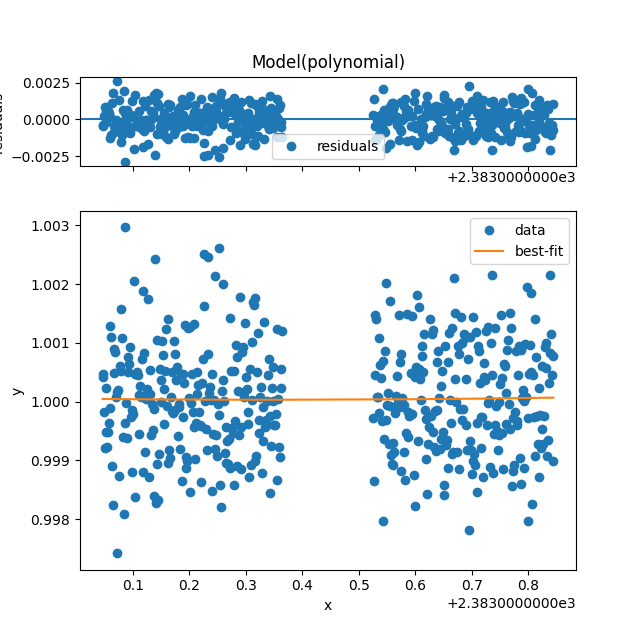 Model(polynomial)
0.0025
0.0000
−0.0025
residuals
+2.3830000000e3
1.003
1.002
1.001
1.000
0.999
0.998
y
data
best-fit
0.1 0.2 0.3 0.4 0.5 0.6 0.7 0.8
x
+2.3830000000e3